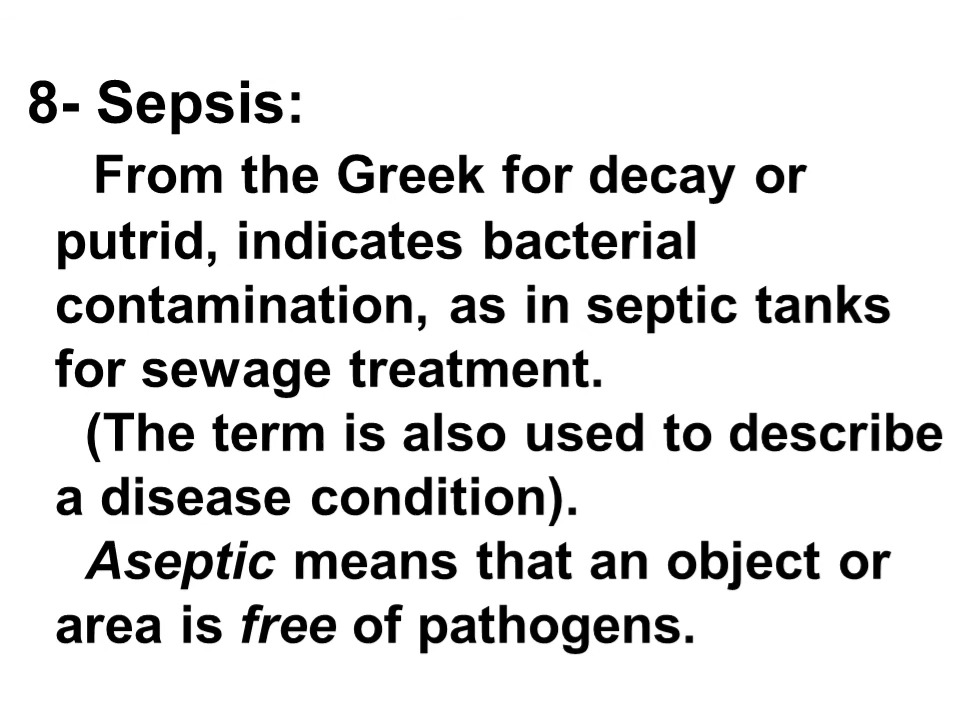 8- Sepsis:
From the Greek for decay or
putrid, indicates bacterial
contamination, as in septic tanks
for sewage treatment.
(The term is also used to describe
a disease condition).
Aseptic means that an object or
area is free of pathogens.